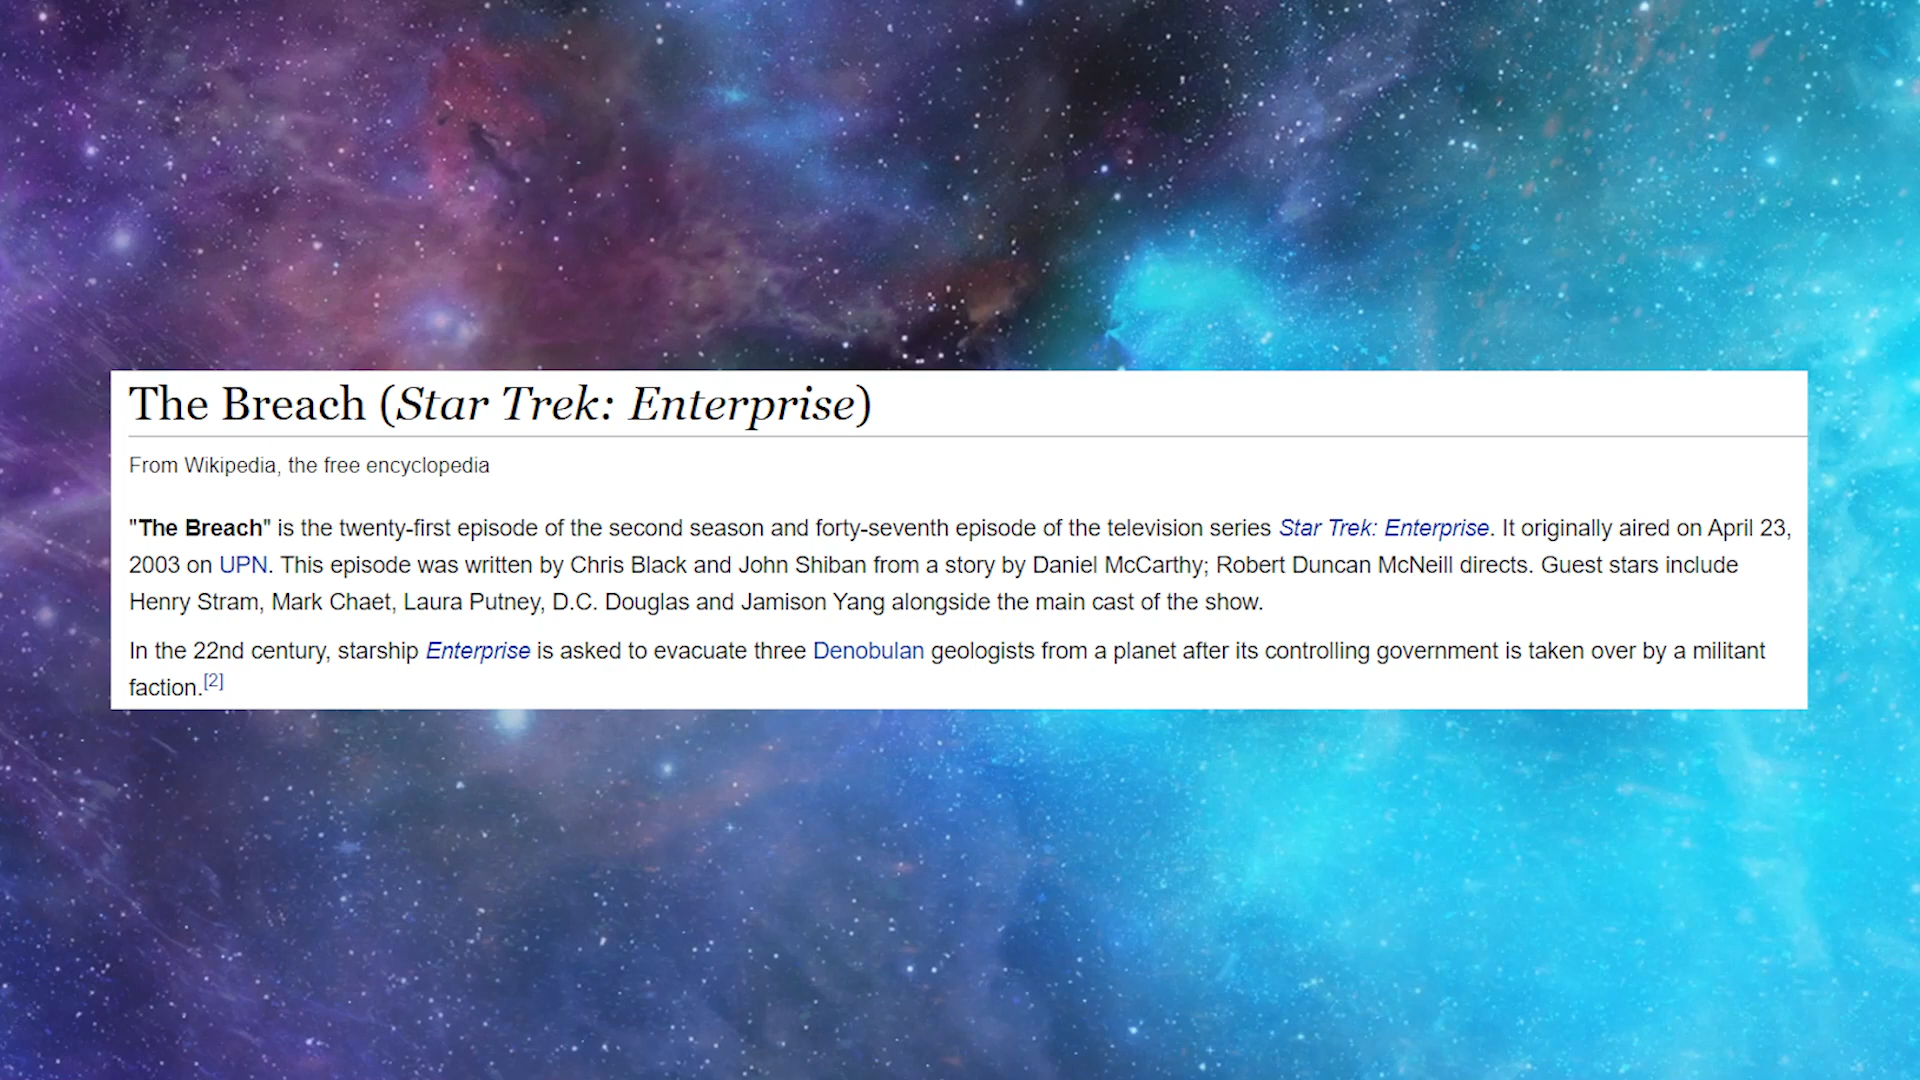 The Breach (Star Trek: Enterprise)
From Wikipedia, the free encyclopedia
"The Breach" is the twenty-first episode of the second season and forty-seventh episode of the television series Star Trek: Enterprise. It originally aired on April 23,
2003 on UPN. This episode was written by Chris Black and John Shiban from a story by Daniel McCarthy; Robert Duncan McNeill directs. Guest stars include
Henry Stram, Mark Chaet, Laura Putney, D.C. Douglas and Jamison Yang alongside the main cast of the show.
In the 22nd century, starship Enterprise is asked to evacuate three Denobulan geologists from a planet after its controlling government is taken over by a militant
faction.[2]